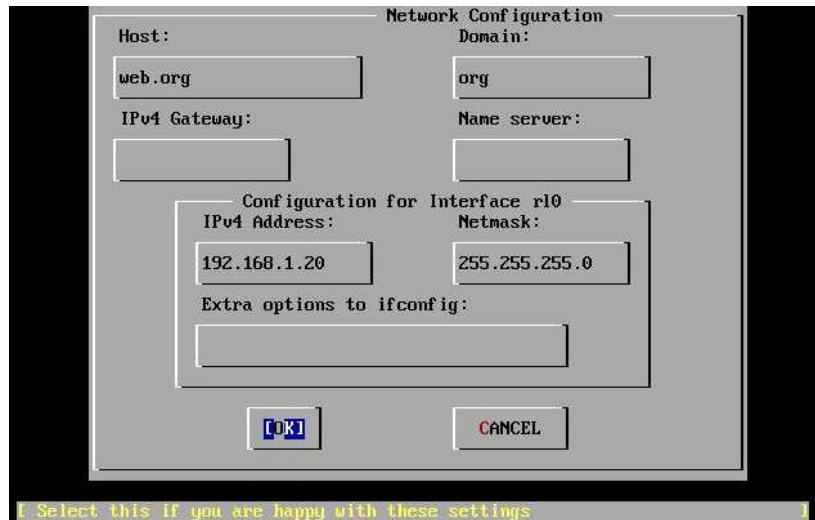 Network Configuration
Host: Domain:
web.org org
IPv4 Gateway: Name server:
Configuration for Interface rl0
IPv4 Address: Netmask:
192.168.1.20 255.255.255.0
Extra options to ifconfig:
[OK] CANCEL
[ Select this if you are happy with these settings ]